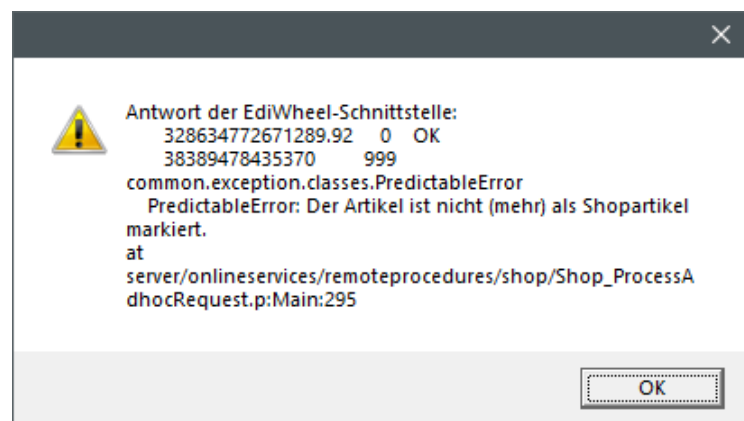 Antwort der EdiWheel-Schnittstelle:
328634772671289.92 0 OK
38389478435370 999
common.exception.classes.PredictableError
PredictableError: Der Artikel ist nicht (mehr) als Shopartikel
markiert.
at
server/onlineservices/remoteprocedures/shop/Shop_ProcessA
dhocRequest.p:Main:295
OK